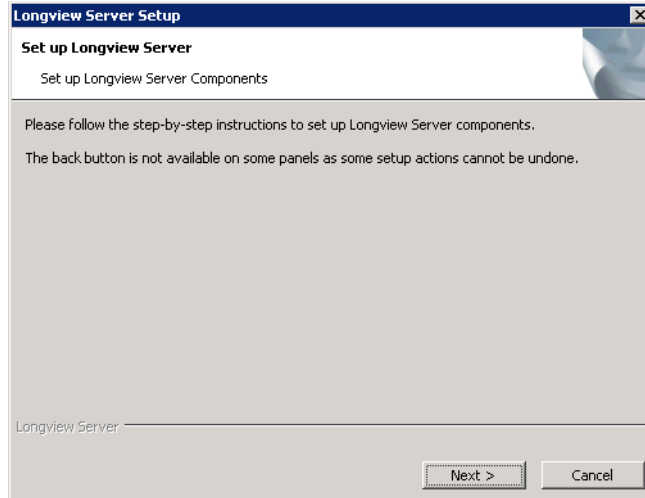 Longview Server Setup
Set up Longview Server
Set up Longview Server Components
Please follow the step-by-step instructions to set up Longview Server components.
The back button is not available on some panels as some setup actions cannot be undone.
Longview Server
Next >
Cancel